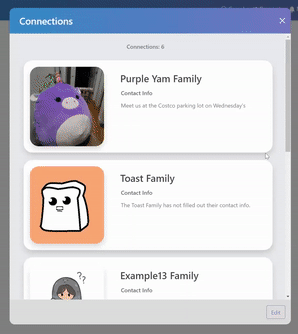 Connections
Connections: 6
Purple Yam Family
Contact Info
Meet us at the Costco parking lot on Wednesday's
Toast Family
Contact Info
The Toast Family has not filled out their contact info.
??
Example13 Family
Contact Info
Edit